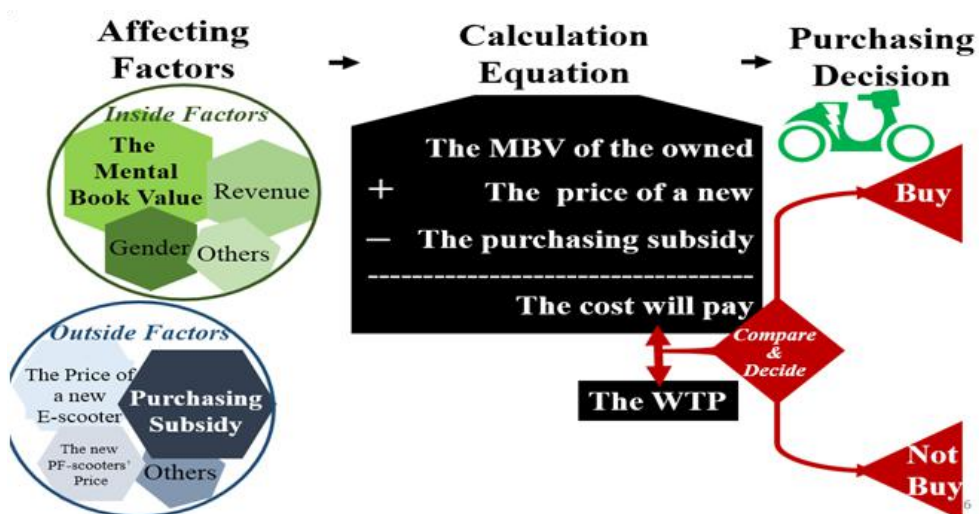 Affecting
Factors
Inside Factors
The
Mental
Book Value
Revenue
Gender
Others
Outside Factors
The Price of
a new
E-scooter
Purchasing
Subsidy
The new
PF-scooters'
Price
Others
Calculation
Equation
The MBV of the owned
+ The price of a new
— The purchasing subsidy
--------------------------------
The cost will pay
The WTP
Compare
&
Decide
Purchasing
Decision
Buy
Not
Buy
6